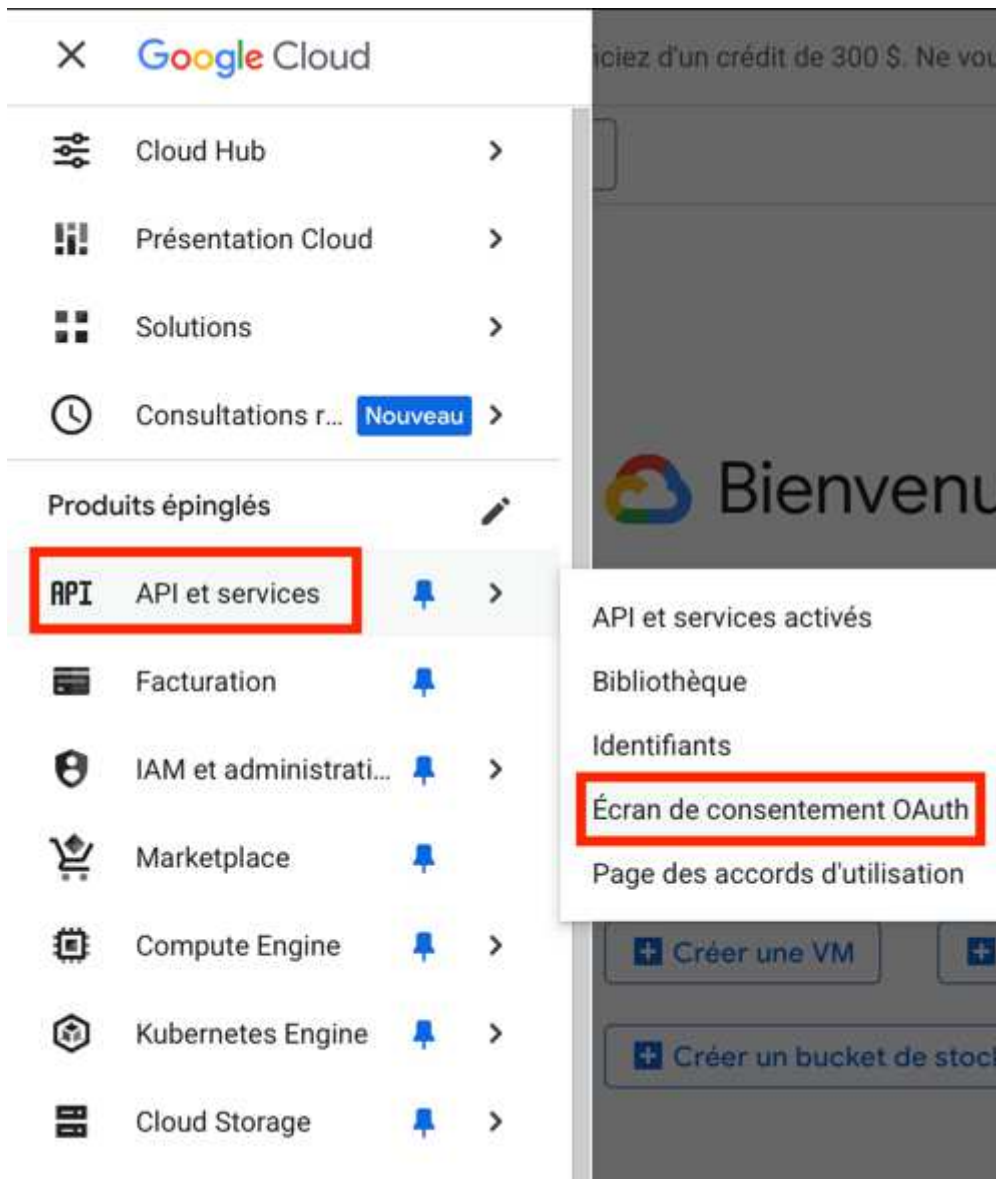 Google Cloud
iciez d'un crédit de 300 $. Ne vou
Cloud Hub
Présentation Cloud
Solutions
Consultations r... Nouveau
Bienvenu
Produits épinglés
API et services
Facturation
IAM et administrati...
Marketplace
Compute Engine
Kubernetes Engine
Cloud Storage
API et services activés
Bibliothèque
Identifiants
Écran de consentement OAuth
Page des accords d'utilisation
Créer une VM
Créer un bucket de stoc